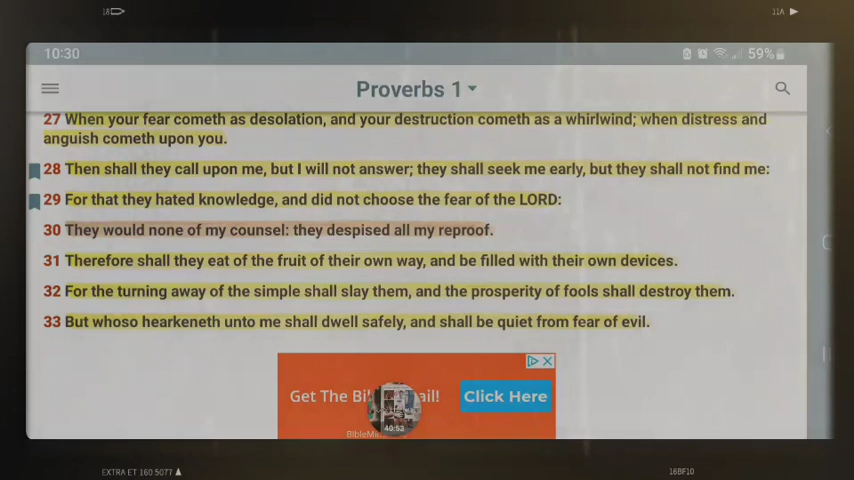 18
11A
10:30
59%
Proverbs 1
27 When your fear cometh as desolation, and your destruction cometh as a whirlwind; when distress and
anguish cometh upon you.
28 Then shall they call upon me, but I will not answer; they shall seek me early, but they shall not find me:
29 For that they hated knowledge, and did not choose the fear of the LORD:
30 They would none of my counsel: they despised all my reproof.
31 Therefore shall they eat of the fruit of their own way, and be filled with their own devices.
32 For the turning away of the simple shall slay them, and the prosperity of fools shall destroy them.
33 But whoso hearkeneth unto me shall dwell safely, and shall be quiet from fear of evil.
Get The
Click Here
40:53
EXTRA ET 160 5077
16BF10